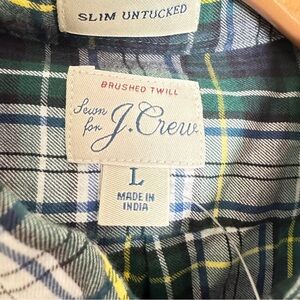 SLIM UNTUCKED
BRUSHED TWILL
Sewn
for J.Crew
L
MADE IN
INDIA